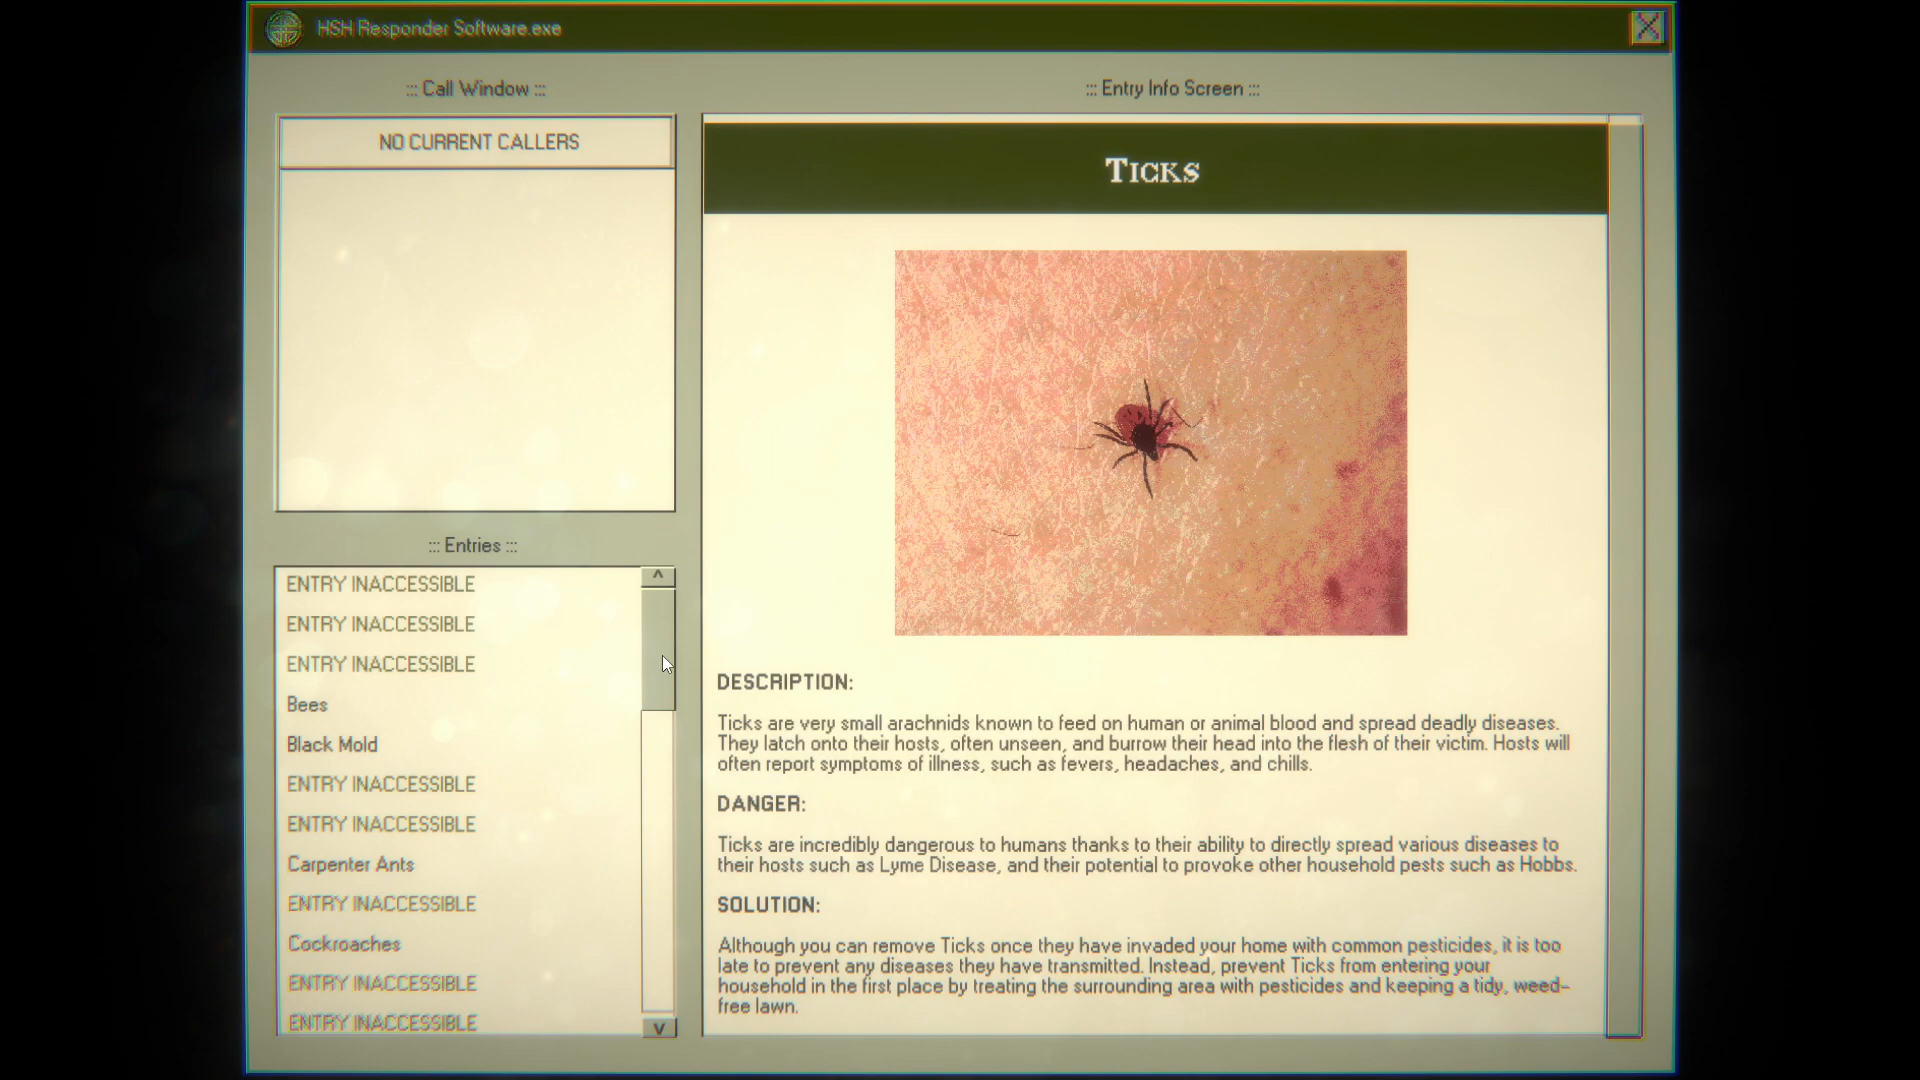 HSH Responder Software.exe
::: Call Window :::
NO CURRENT CALLERS
::: Entries :::
ENTRY INACCESSIBLE
ENTRY INACCESSIBLE
ENTRY INACCESSIBLE
Bees
Black Mold
ENTRY INACCESSIBLE
ENTRY INACCESSIBLE
Carpenter Ants
ENTRY INACCESSIBLE
Cockroaches
ENTRY INACCESSIBLE
ENTRY INACCESSIBLE
::: Entry Info Screen :::
TICKS
DESCRIPTION:
Ticks are very small arachnids known to feed on human or animal blood and spread deadly diseases.
They latch onto their hosts, often unseen, and burrow their head into the flesh of their victim. Hosts will
often report symptoms of illness, such as fevers, headaches, and chills.
DANGER:
Ticks are incredibly dangerous to humans thanks to their ability to directly spread various diseases to
their hosts such as Lyme Disease, and their potential to provoke other household pests such as Hobbs.
SOLUTION:
Although you can remove Ticks once they have invaded your home with common pesticides, it is too
late to prevent any diseases they have transmitted. Instead, prevent Ticks from entering your
household in the first place by treating the surrounding area with pesticides and keeping a tidy, weed-
free lawn.